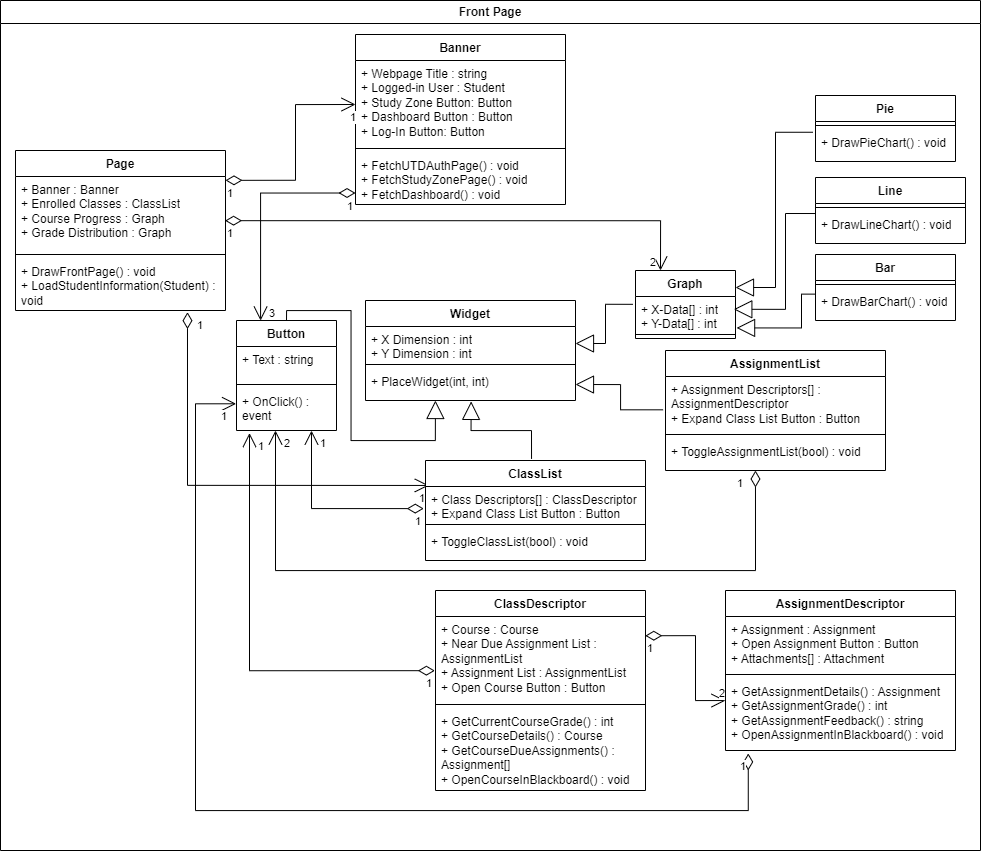 Front Page
Banner
+ Webpage Title : string
+ Logged-in User : Student
+ Study Zone Button: Button
+ Dashboard Button : Button
+ Log-In Button: Button
+ FetchUTDAuthPage() : void
+ FetchStudyZonePage() : void
+ FetchDashboard() : void
1
1
Page
+ Banner : Banner
+ Enrolled Classes : ClassList
+ Course Progress : Graph
+ Grade Distribution : Graph
+ DrawFrontPage() : void
+ LoadStudentInformation(Student) :
void
1
1
1
Pie
+ DrawPieChart() : void
Line
+ DrawLineChart() : void
Bar
+ DrawBarChart() : void
2
Graph
+ X-Data[] : int
+ Y-Data[] : int
3
Button
+ Text : string
+ OnClick() :
event
1
1
2
1
Widget
+ X Dimension : int
+ Y Dimension : int
+ PlaceWidget(int, int)
AssignmentList
+ Assignment Descriptors[] :
AssignmentDescriptor
+ Expand Class List Button : Button
+ ToggleAssignmentList(bool) : void
1
ClassList
+ Class Descriptors[] : ClassDescriptor
+ Expand Class List Button : Button
+ ToggleClassList(bool) : void
1
1
ClassDescriptor
+ Course : Course
+ Near Due Assignment List :
AssignmentList
+ Assignment List : AssignmentList
+ Open Course Button : Button
+ GetCurrentCourseGrade() : int
+ GetCourseDetails() : Course
+ GetCourseDueAssignments() :
Assignment[]
+ OpenCourseInBlackboard() : void
1
1
2
AssignmentDescriptor
+ Assignment : Assignment
+ Open Assignment Button : Button
+ Attachments[] : Attachment
+ GetAssignmentDetails() : Assignment
+ GetAssignmentGrade() : int
+ GetAssignmentFeedback() : string
+ OpenAssignmentInBlackboard() : void
1